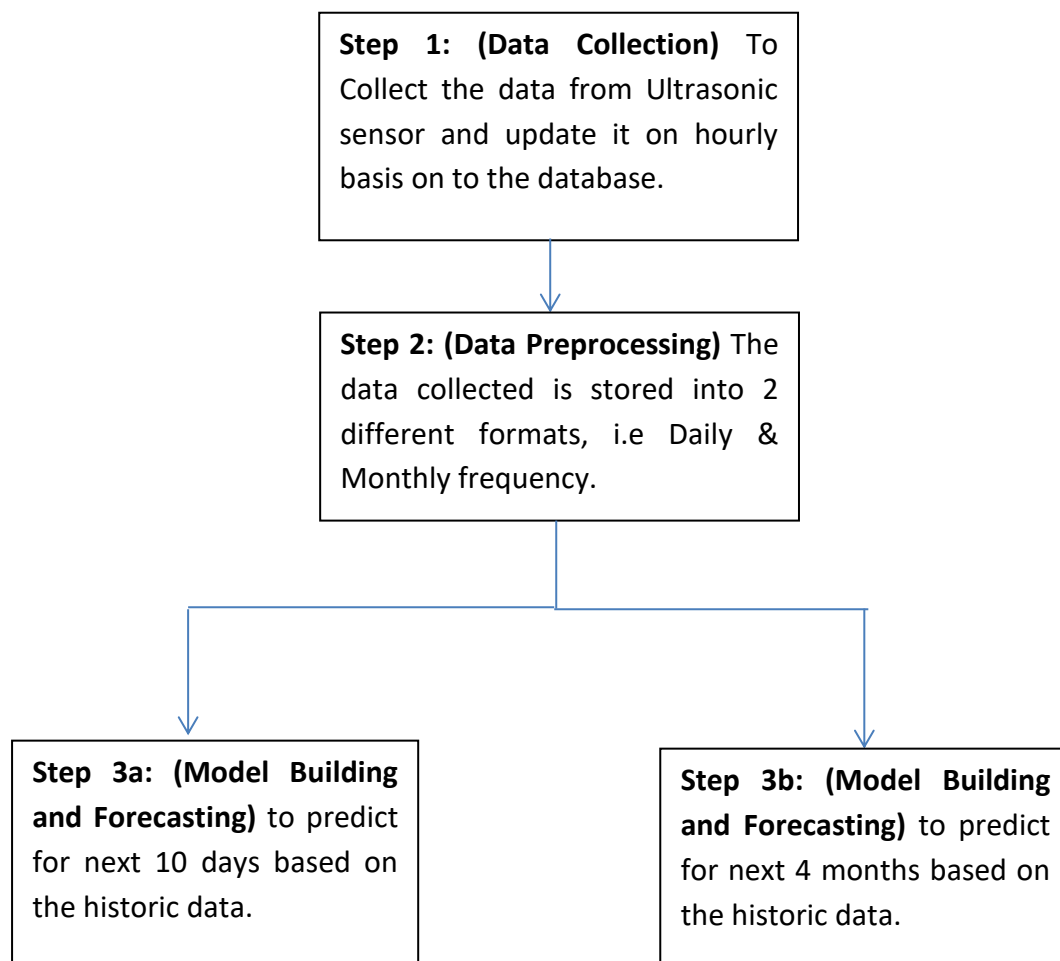 Step 1: (Data Collection) To
Collect the data from Ultrasonic
sensor and update it on hourly
basis on to the database.
Step 2: (Data Preprocessing) The
data collected is stored into 2
different formats, i.e Daily &
Monthly frequency.
Step 3a: (Model Building
and Forecasting) to predict
for next 10 days based on
the historic data.
Step 3b: (Model Building
and Forecasting) to predict
for next 4 months based on
the historic data.